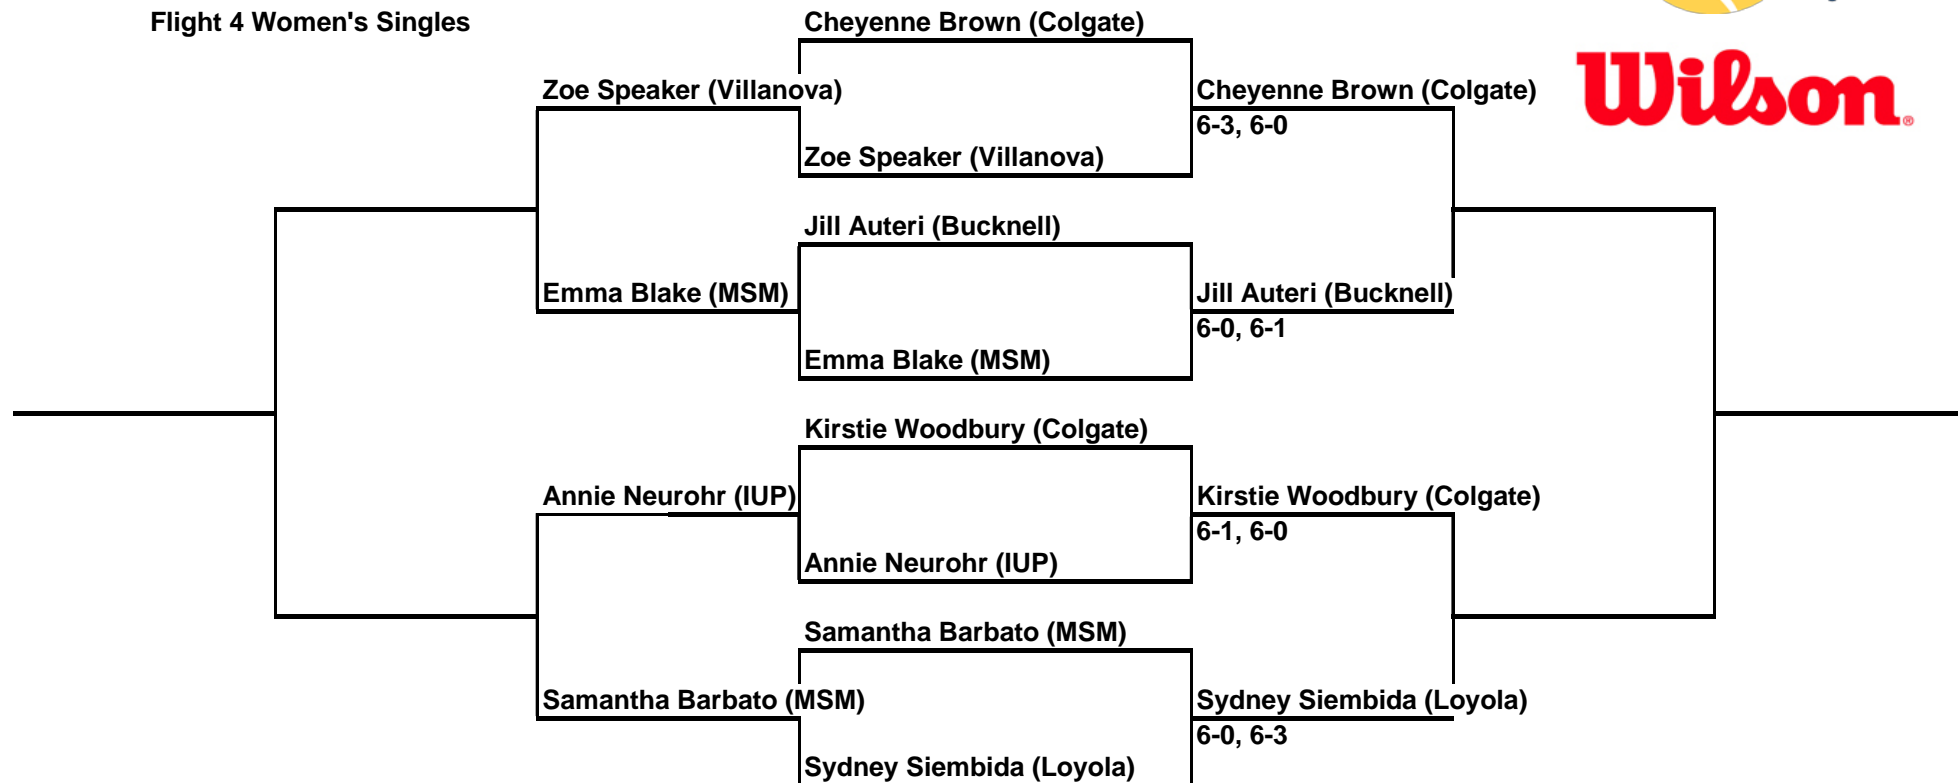 Flight 4 Women's Singles
Cheyenne Brown (Colgate)
Wilson
Zoe Speaker (Villanova)
Cheyenne Brown (Colgate)
6-3, 6-0
Zoe Speaker (Villanova)
Jill Auteri (Bucknell)
Emma Blake (MSM)
Jill Auteri (Bucknell)
6-0, 6-1
Emma Blake (MSM)
Kirstie Woodbury (Colgate)
Annie Neurohr (IUP)
Kirstie Woodbury (Colgate)
6-1, 6-0
Annie Neurohr (IUP)
Samantha Barbato (MSM)
Samantha Barbato (MSM)
Sydney Siembida (Loyola)
6-0, 6-3
Sydney Siembida (Loyola)